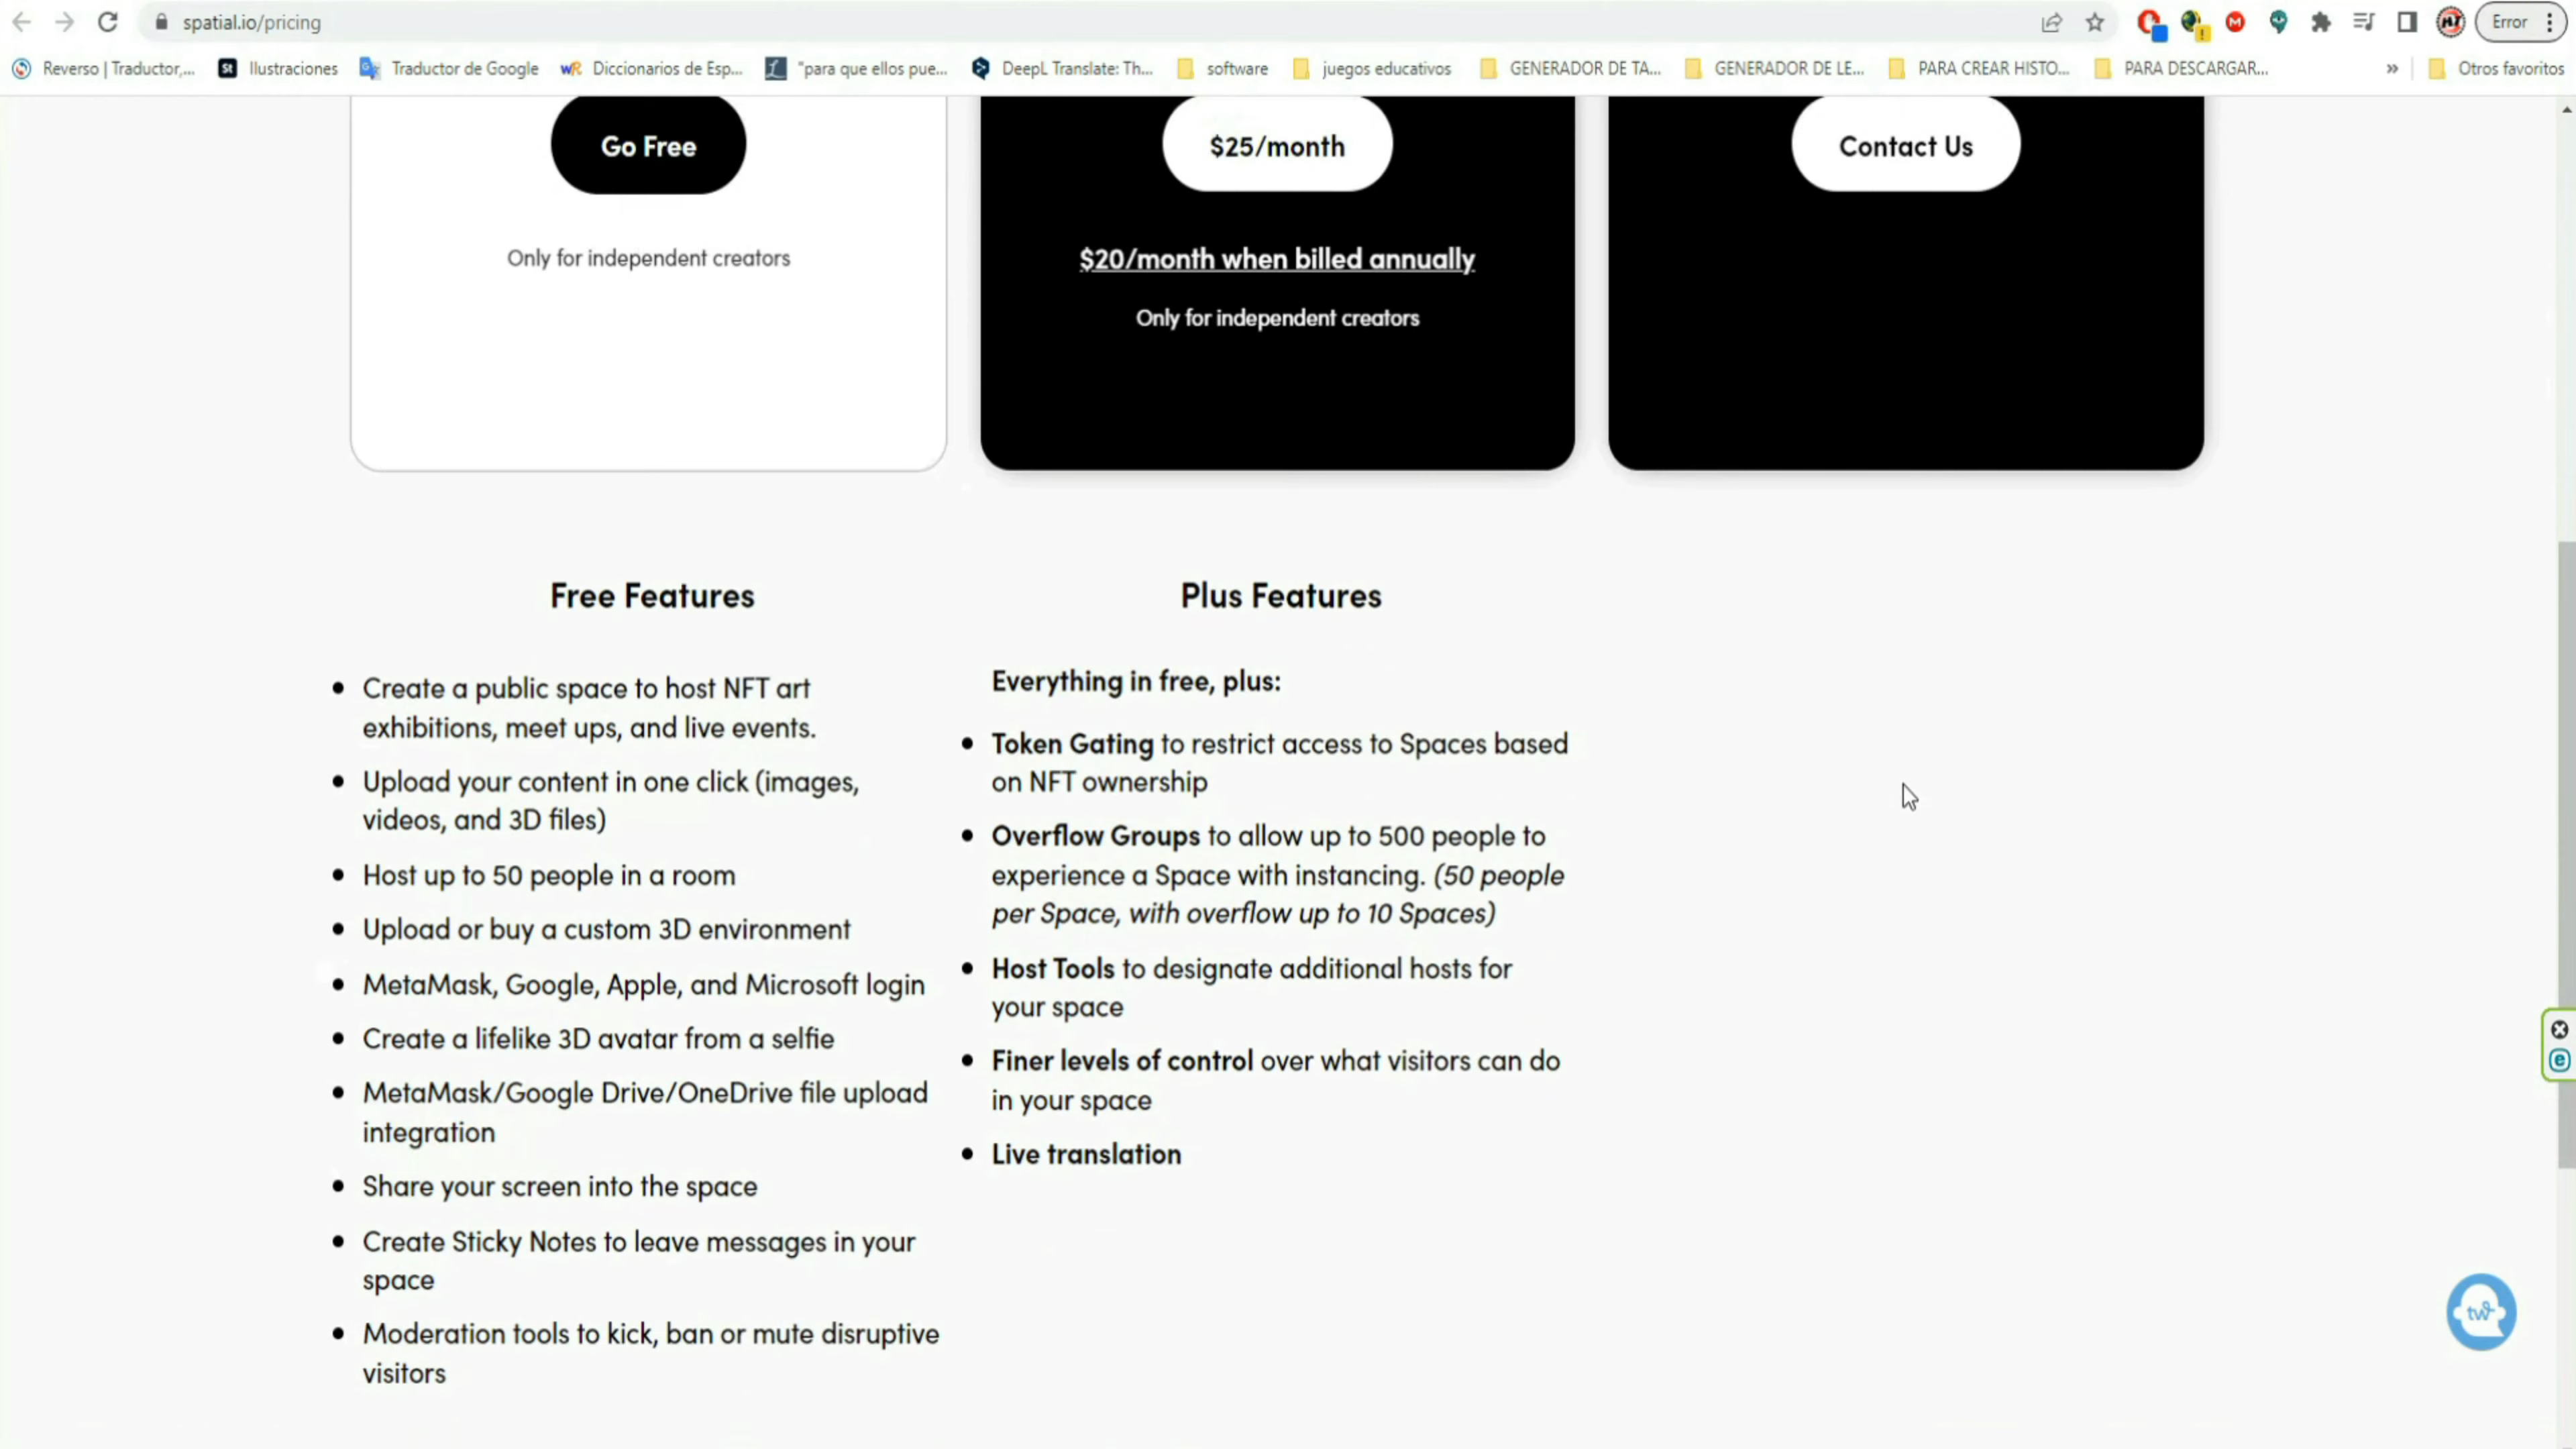 spatial.io/pricing
Error
Reverso | Traductor,...
Ilustraciones
Traductor de Google
Diccionarios de Esp...
"para que ellos pue...
DeepL Translate: Th...
software
juegos educativos
GENERADOR DE TA...
GENERADOR DE LE...
PARA CREAR HISTO...
PARA DESCARGAR...
»
Otros favoritos
Go Free
Only for independent creators
$25/month
$20/month when billed annually
Only for independent creators
Contact Us
Free Features
Create a public space to host NFT art
exhibitions, meet ups, and live events.
Upload your content in one click (images,
videos, and 3D files)
Host up to 50 people in a room
Upload or buy a custom 3D environment
MetaMask, Google, Apple, and Microsoft login
Create a lifelike 3D avatar from a selfie
MetaMask/Google Drive/OneDrive file upload
integration
Share your screen into the space
Create Sticky Notes to leave messages in your
space
Moderation tools to kick, ban or mute disruptive
visitors
Plus Features
Everything in free, plus:
Token Gating to restrict access to Spaces based
on NFT ownership
Overflow Groups to allow up to 500 people to
experience a Space with instancing. (50 people
per Space, with overflow up to 10 Spaces)
Host Tools to designate additional hosts for
your space
Finer levels of control over what visitors can do
in your space
Live translation
tw